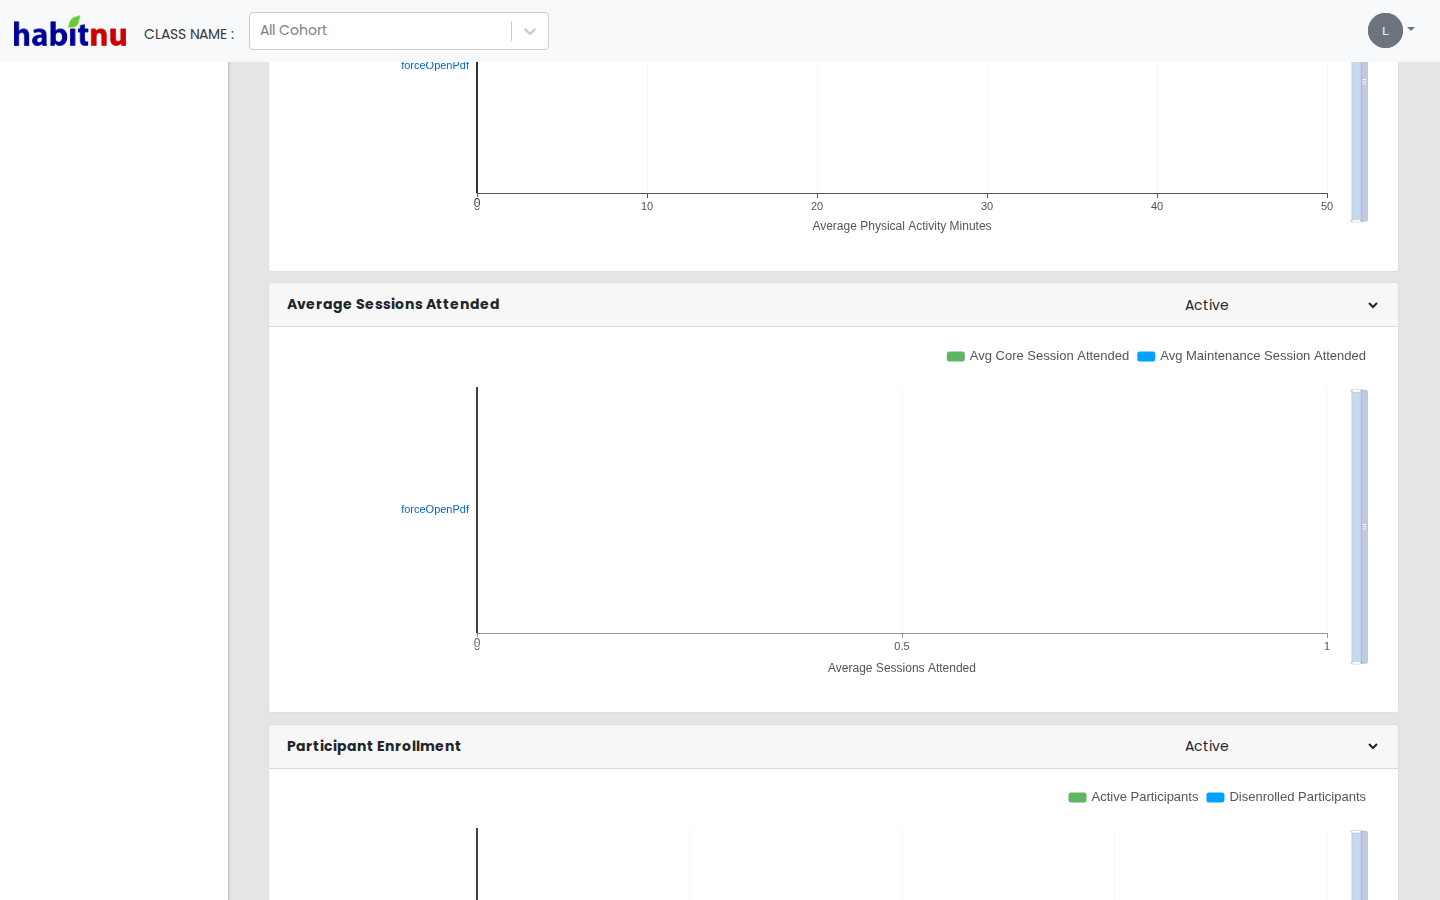 habitnu CLASS NAME : All Cohort L
forceOpenPdf
0 10 20 30 40 50
Average Physical Activity Minutes
Average Sessions Attended Active
Avg Core Session Attended Avg Maintenance Session Attended
forceOpenPdf
0 0.5 1
Average Sessions Attended
Participant Enrollment Active
Active Participants Disenrolled Participants